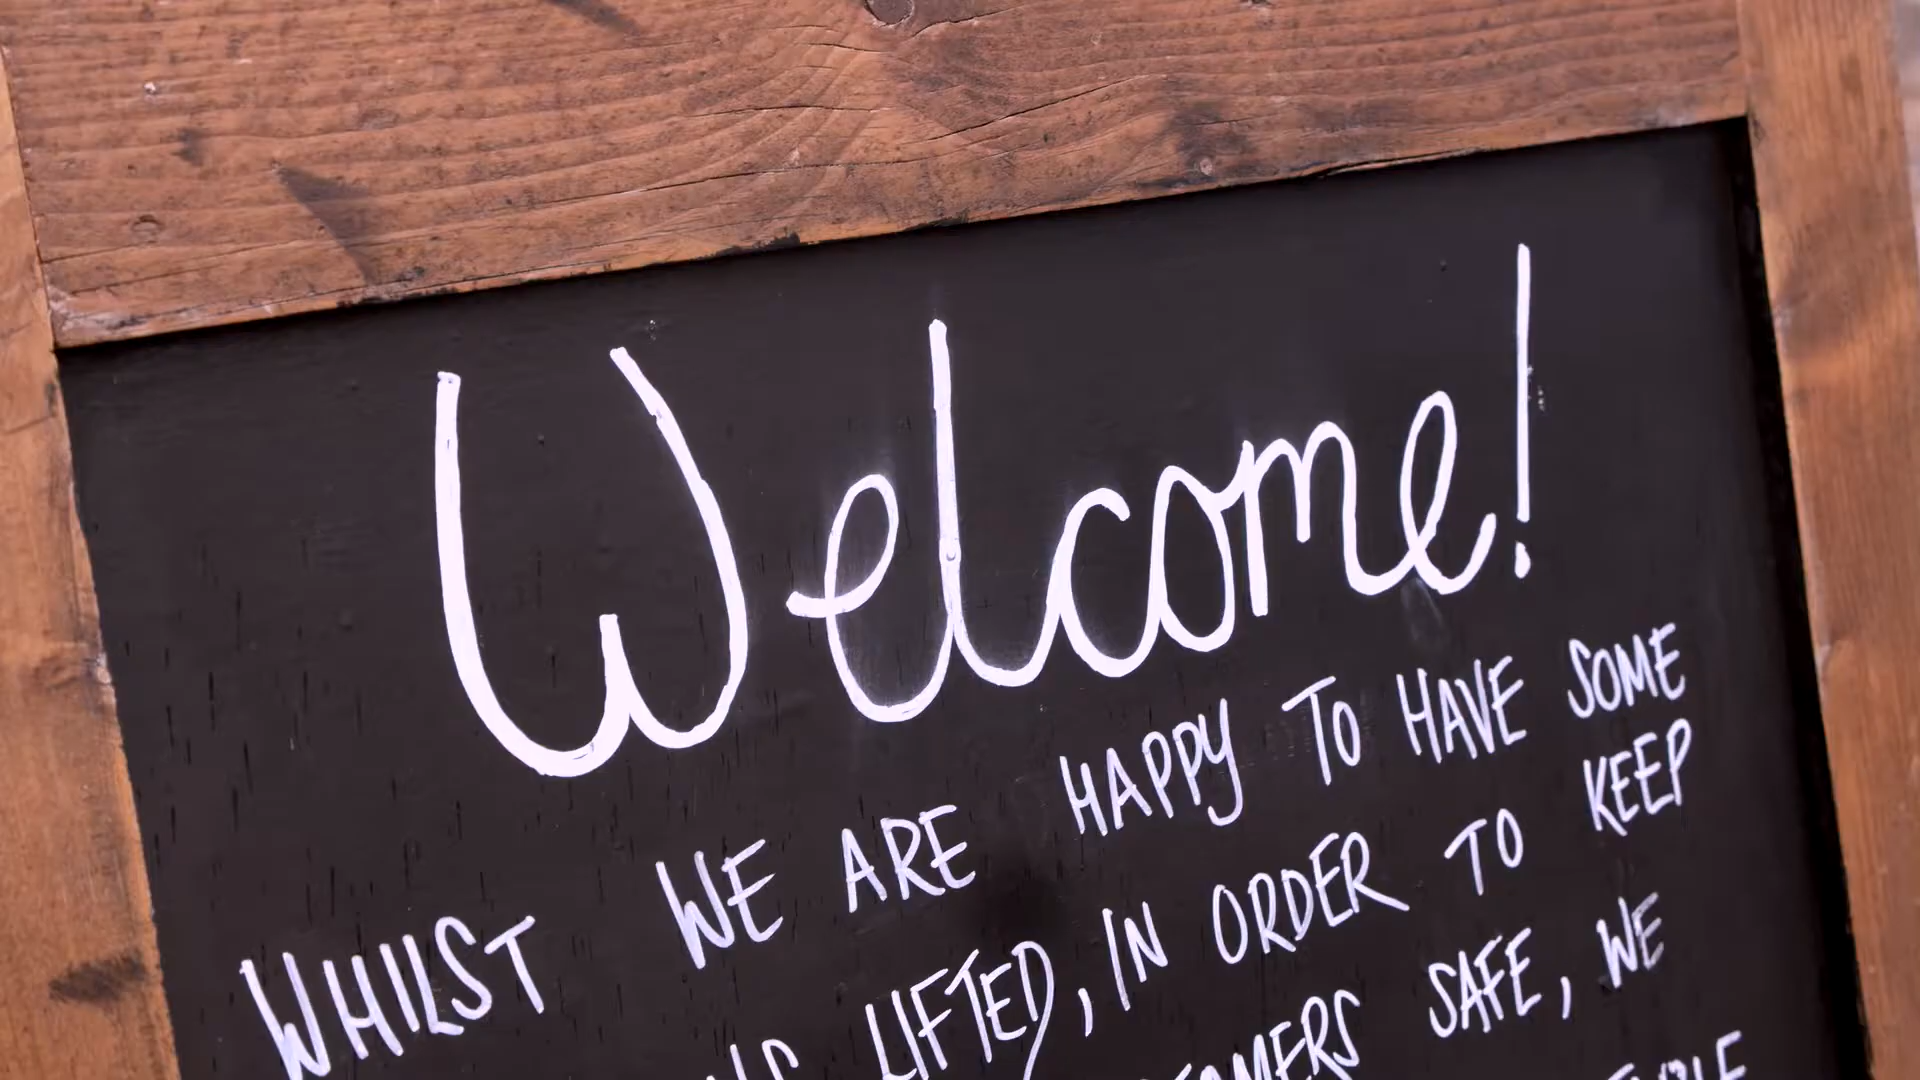 Welcome!
WHILST WE ARE HAPPY TO HAVE SOME
LIFTED, IN ORDER TO KEEP
SAFE, WE